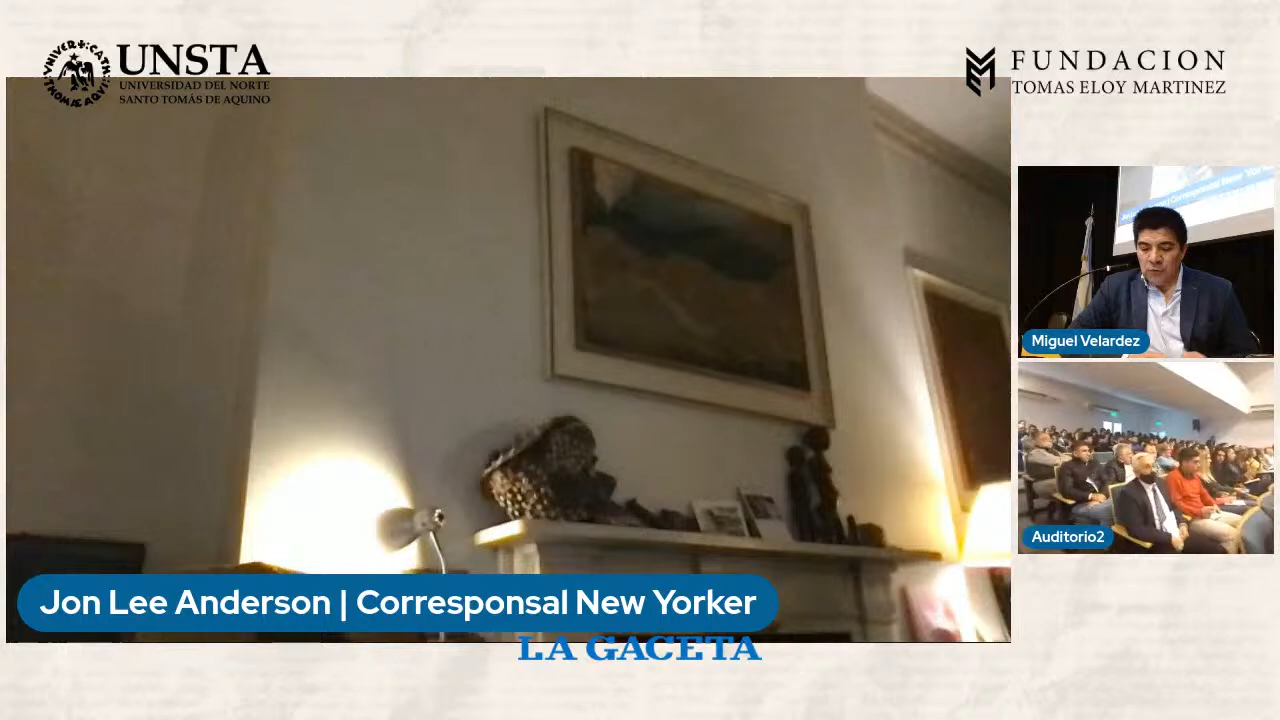 UNSTA
UNIVERSIDAD DEL NORTE
SANTO TOMÁS DE AQUINO
FUNDACION
TOMAS ELOY MARTINEZ
Miguel Velardez
Auditorio2
Jon Lee Anderson | Corresponsal New Yorker
LA GACETA